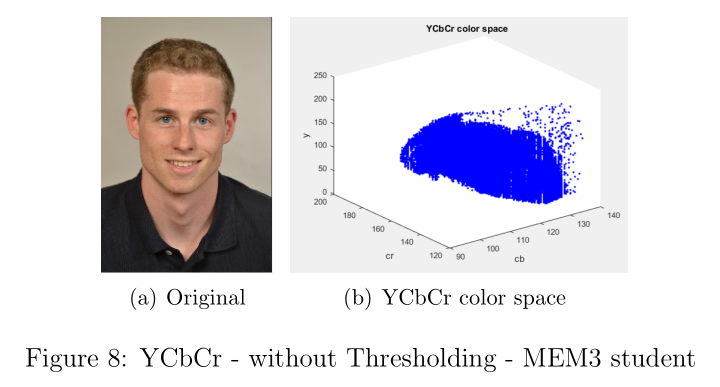 YCbCr color space
250
200
150
100
50
0
y
200
180
160
140
120
cr
90
100
110
120
130
140
cb
(a) Original
(b) YCbCr color space
Figure 8: YCbCr - without Thresholding - MEM3 student